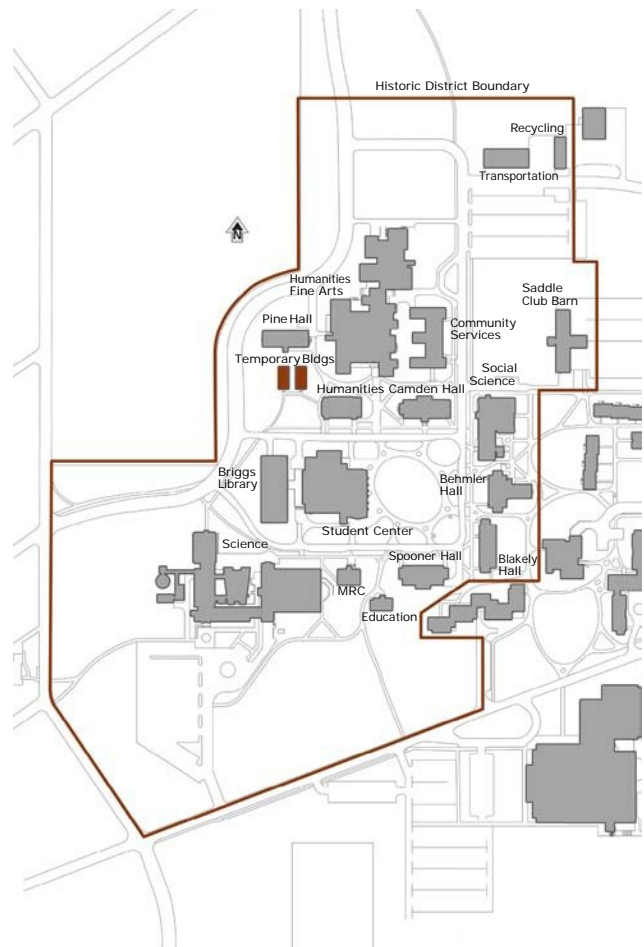 Historic District Boundary
Recycling
Transportation
N
Humanities
Fine Arts
Saddle
Club Barn
Pine Hall
Community
Services
Temporary Bldgs
Social
Science
Humanities
Camden Hall
Briggs
Library
Behmler
Hall
Student Center
Science
Spooner Hall
Blakely
Hall
MRC
Education